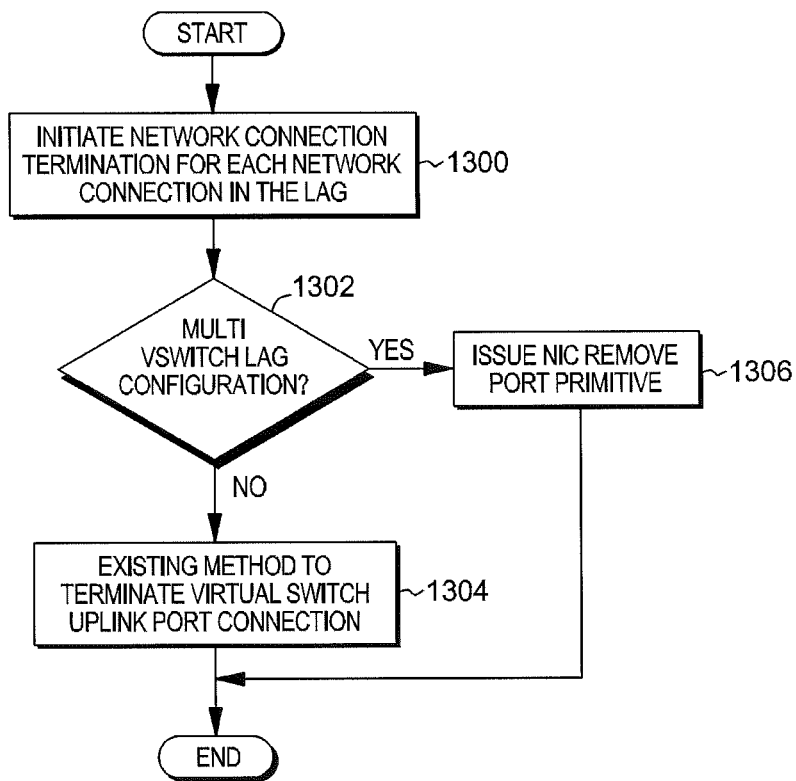 START
INITIATE NETWORK CONNECTION
TERMINATION FOR EACH NETWORK
CONNECTION IN THE LAG
1300
1302
MULTI
VSWITCH LAG
CONFIGURATION?
YES
ISSUE NIC REMOVE
PORT PRIMITIVE
1306
NO
EXISTING METHOD TO
TERMINATE VIRTUAL SWITCH
UPLINK PORT CONNECTION
1304
END